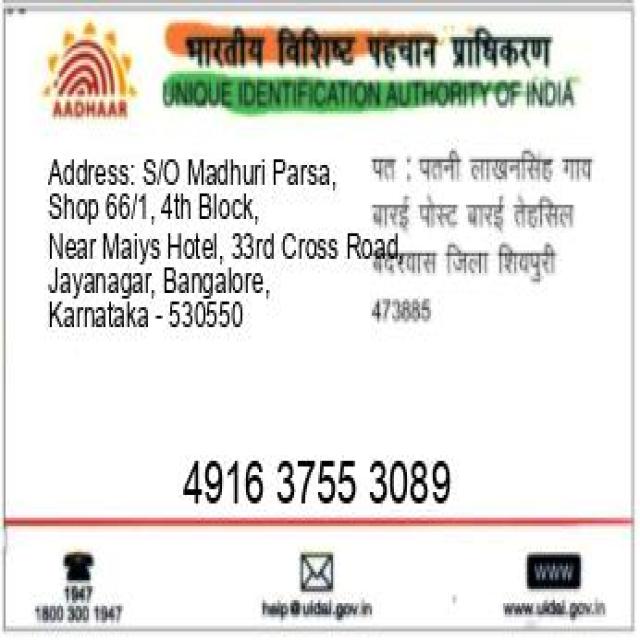 भारतीय विशिष्ट पहचान प्राधिकरण
AADHAAR
UNIQUE IDENTIFICATION AUTHORITY OF INDIA
Address: S/O Madhuri Parsa,
Shop 66/1, 4th Block,
Near Maiys Hotel, 33rd Cross Road,
Jayanagar, Bangalore,
Karnataka - 530550
पत : पतनी लाखनसिंह गाय
बारई पोस्ट बारई तेहसिल
बदरवास जिला शिवपुरी
473885
4916 3755 3089
1947
1800 300 1947
help@uidai.gov.in
www
www.uidai.gov.in